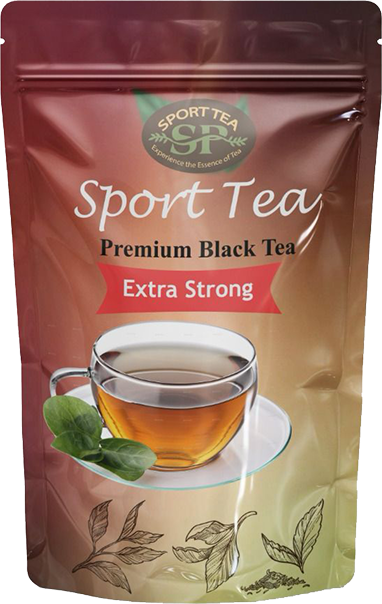 SPORT TEA
SP
Experience the Essence of Tea
Sport Tea
Premium Black Tea
Extra Strong